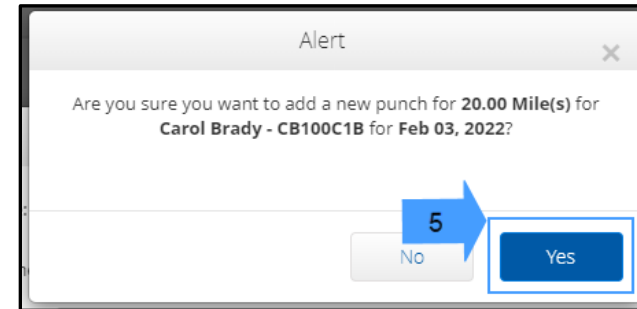 Alert
×
Are you sure you want to add a new punch for 20.00 Mile(s) for
Carol Brady - CB100C1B for Feb 03, 2022?
5
No
Yes